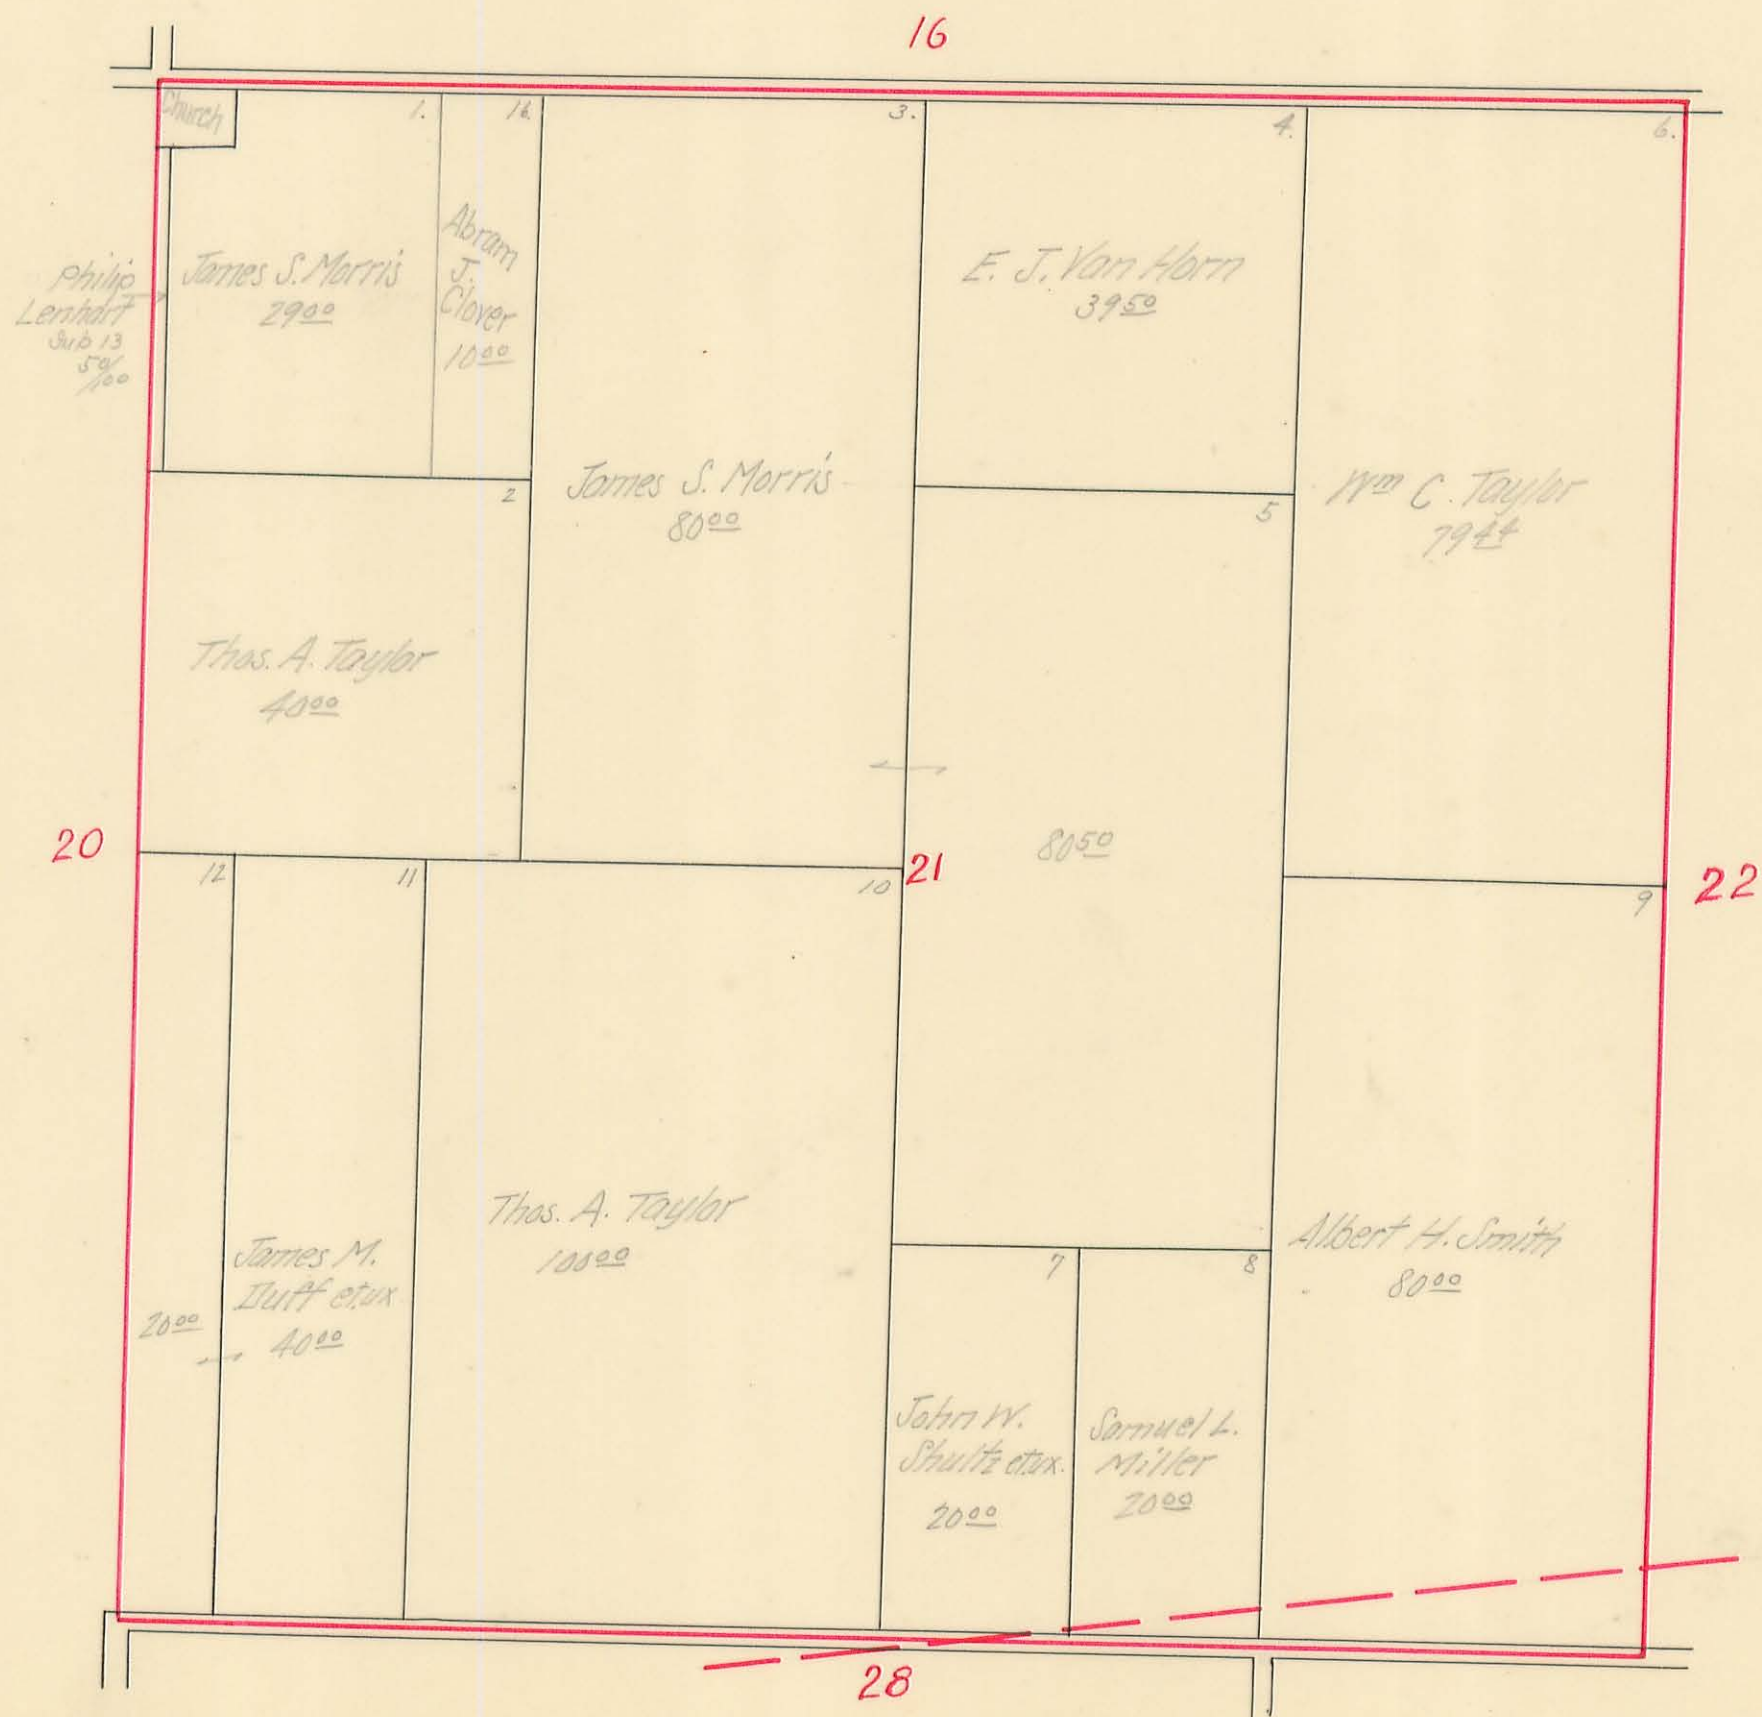 16
Church
1.
16.
3.
4.
6.
Philip
Lenhart
Sub 13
50/100
James S. Morris
29 00
Abram
J.
Clover
10 00
E. J. Van Horn
39 50
James S. Morris
80 00
Wm C. Taylor
79 44
2
5
Thos. A. Taylor
40 00
20
12
11
10
21
80 50
9
22
Thos. A. Taylor
100 00
James M.
Duff et.ux
40 00
20 00
7
8
Albert H. Smith
80 00
John W.
Shultz et.ux.
20 00
Samuel L.
Miller
20 00
28